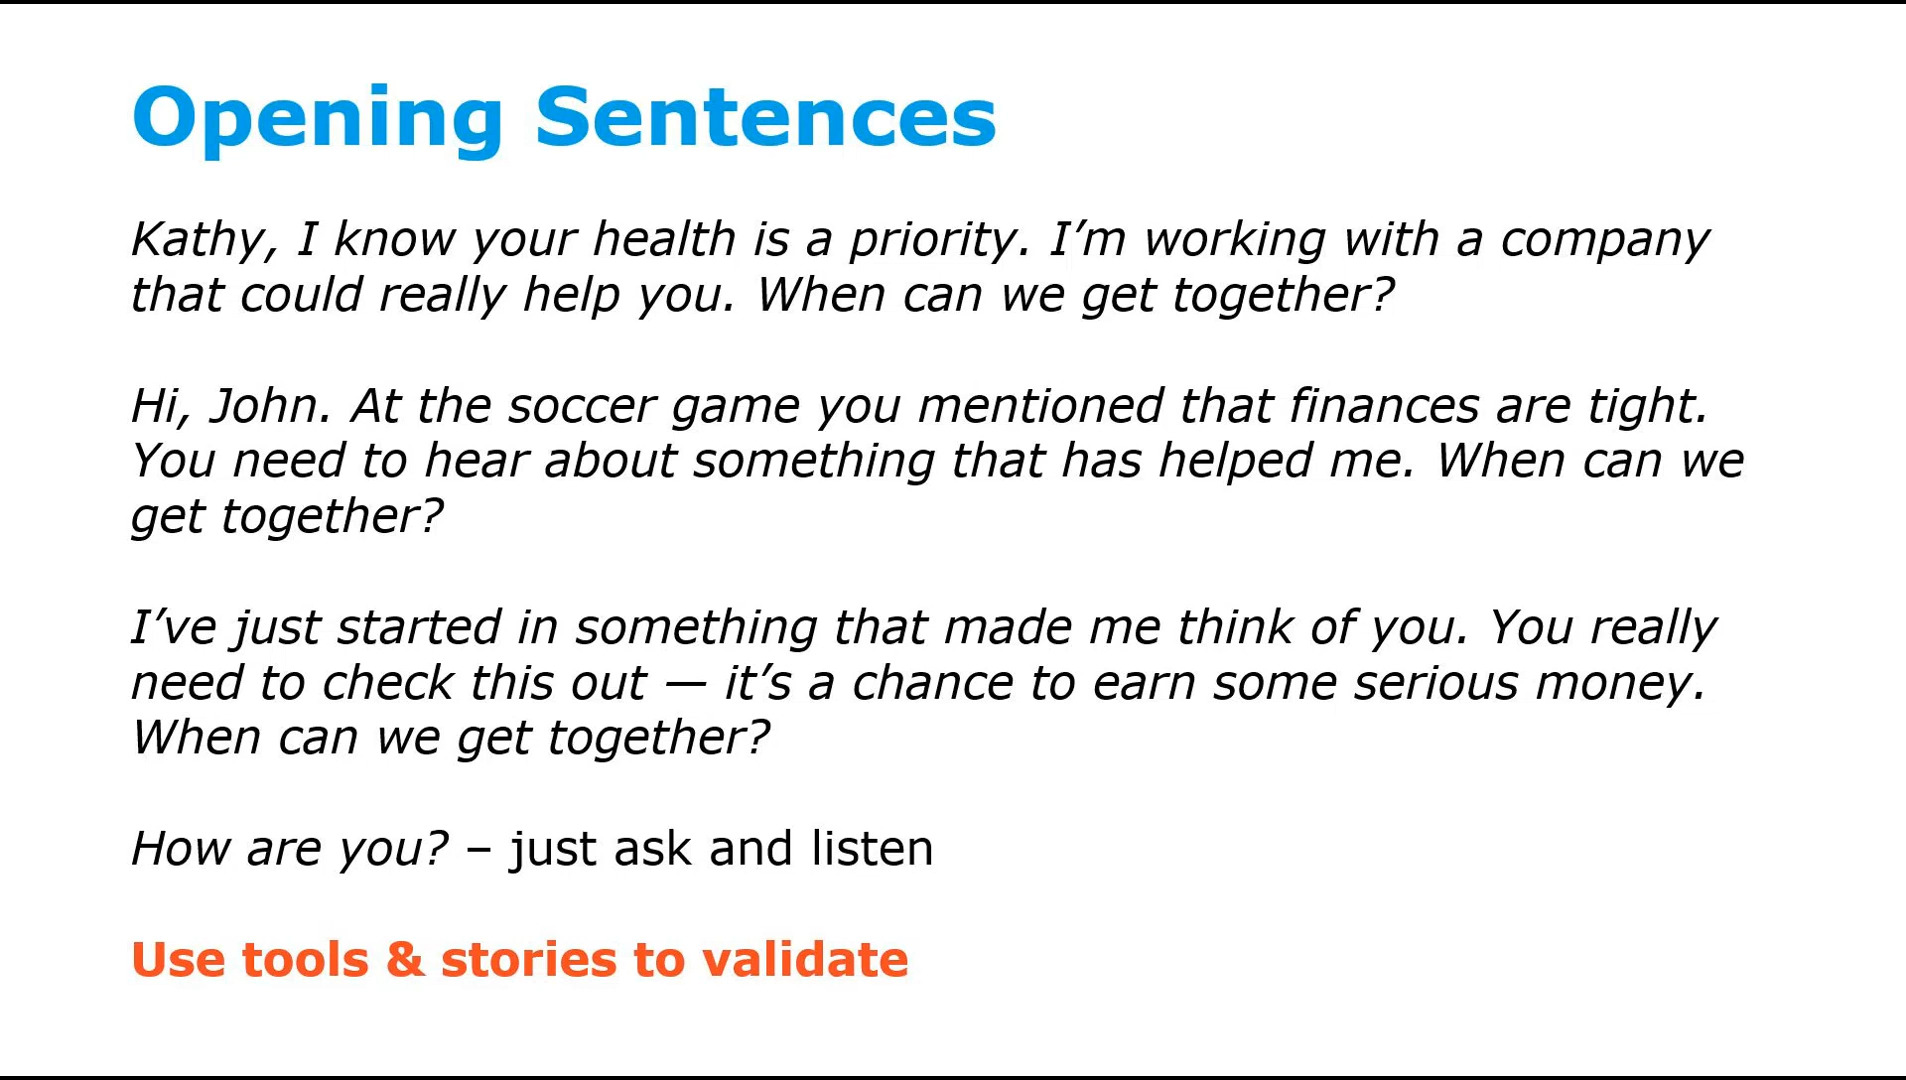 Opening Sentences
Kathy, I know your health is a priority. I’m working with a company
that could really help you. When can we get together?
Hi, John. At the soccer game you mentioned that finances are tight.
You need to hear about something that has helped me. When can we
get together?
I’ve just started in something that made me think of you. You really
need to check this out — it’s a chance to earn some serious money.
When can we get together?
How are you? – just ask and listen
Use tools & stories to validate